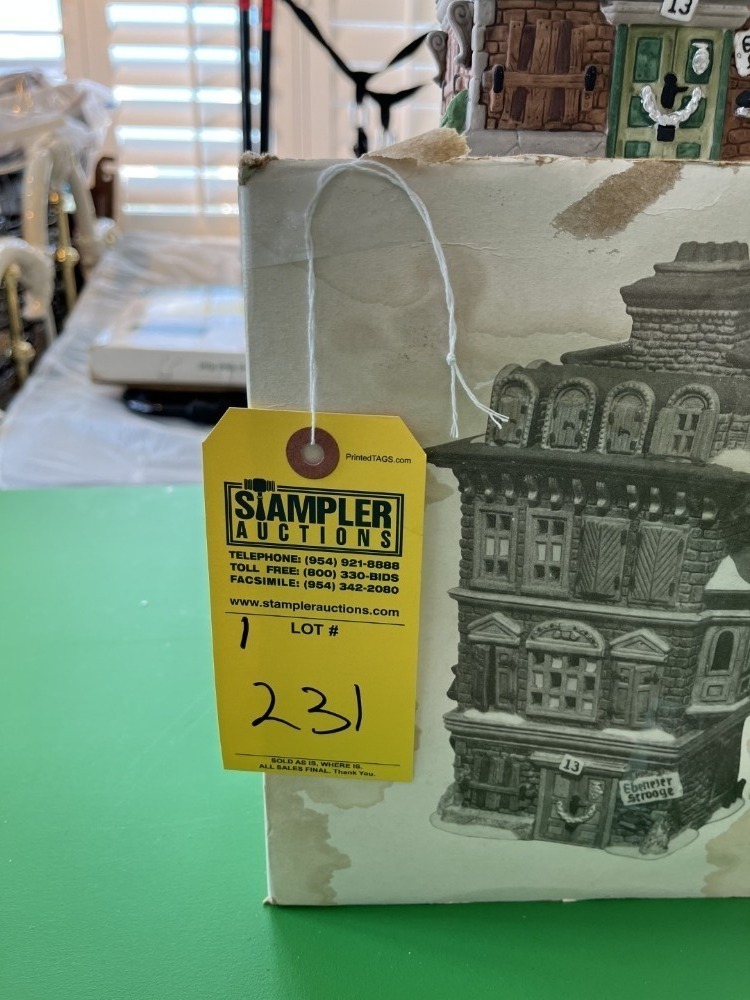 13
PrintedTAGS.com
STAMPLER
AUCTIONS
TELEPHONE: (954) 921-8888
TOLL FREE: (800) 330-BIDS
FACSIMILE: (954) 342-2080
www.stamplerauctions.com
1 LOT #
231
SOLD AS IS, WHERE IS.
ALL SALES FINAL. Thank You.
13
Ebenezer
Scrooge